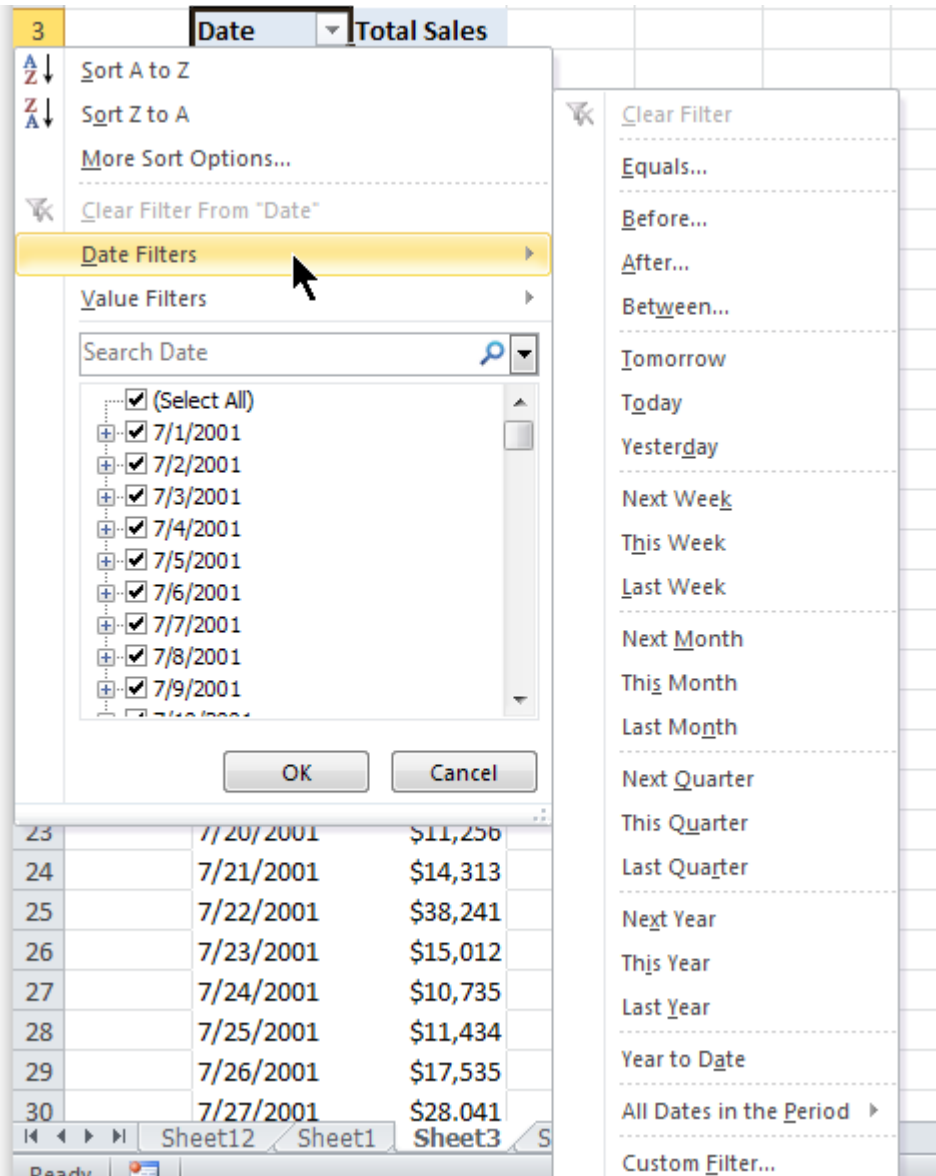 3 Date Total Sales
Sort A to Z
Sort Z to A
More Sort Options...
Clear Filter From "Date"
Date Filters
Value Filters
Search Date
(Select All)
7/1/2001
7/2/2001
7/3/2001
7/4/2001
7/5/2001
7/6/2001
7/7/2001
7/8/2001
7/9/2001
OK Cancel
Clear Filter
Equals...
Before...
After...
Between...
Tomorrow
Today
Yesterday
Next Week
This Week
Last Week
Next Month
This Month
Last Month
Next Quarter
This Quarter
Last Quarter
Next Year
This Year
Last Year
Year to Date
All Dates in the Period
Custom Filter...
23 7/20/2001 $11,256
24 7/21/2001 $14,313
25 7/22/2001 $38,241
26 7/23/2001 $15,012
27 7/24/2001 $10,735
28 7/25/2001 $11,434
29 7/26/2001 $17,535
30 7/27/2001 $28,041
Sheet12 Sheet1 Sheet3 S
Ready